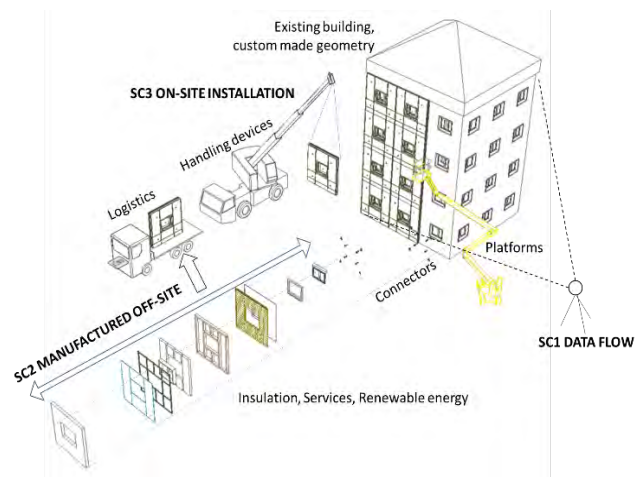 Existing building,
custom made geometry
SC3 ON-SITE INSTALLATION
Handling devices
Logistics
Platforms
Connectors
SC2 MANUFACTURED OFF-SITE
SC1 DATA FLOW
Insulation, Services, Renewable energy